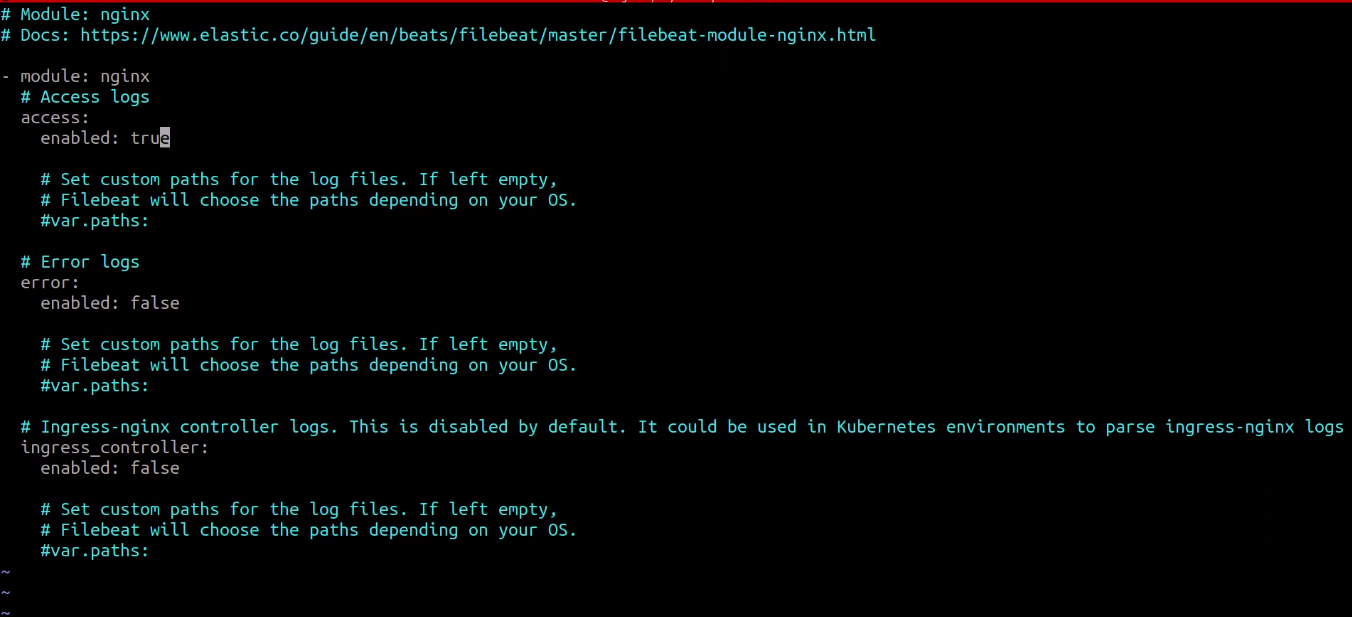 # Module: nginx
# Docs: https://www.elastic.co/guide/en/beats/filebeat/master/filebeat-module-nginx.html
- module: nginx
# Access logs
access:
enabled: true
# Set custom paths for the log files. If left empty,
# Filebeat will choose the paths depending on your OS.
#var.paths:
# Error logs
error:
enabled: false
# Set custom paths for the log files. If left empty,
# Filebeat will choose the paths depending on your OS.
#var.paths:
# Ingress-nginx controller logs. This is disabled by default. It could be used in Kubernetes environments to parse ingress-nginx logs
ingress_controller:
enabled: false
# Set custom paths for the log files. If left empty,
# Filebeat will choose the paths depending on your OS.
#var.paths:
~
~
~